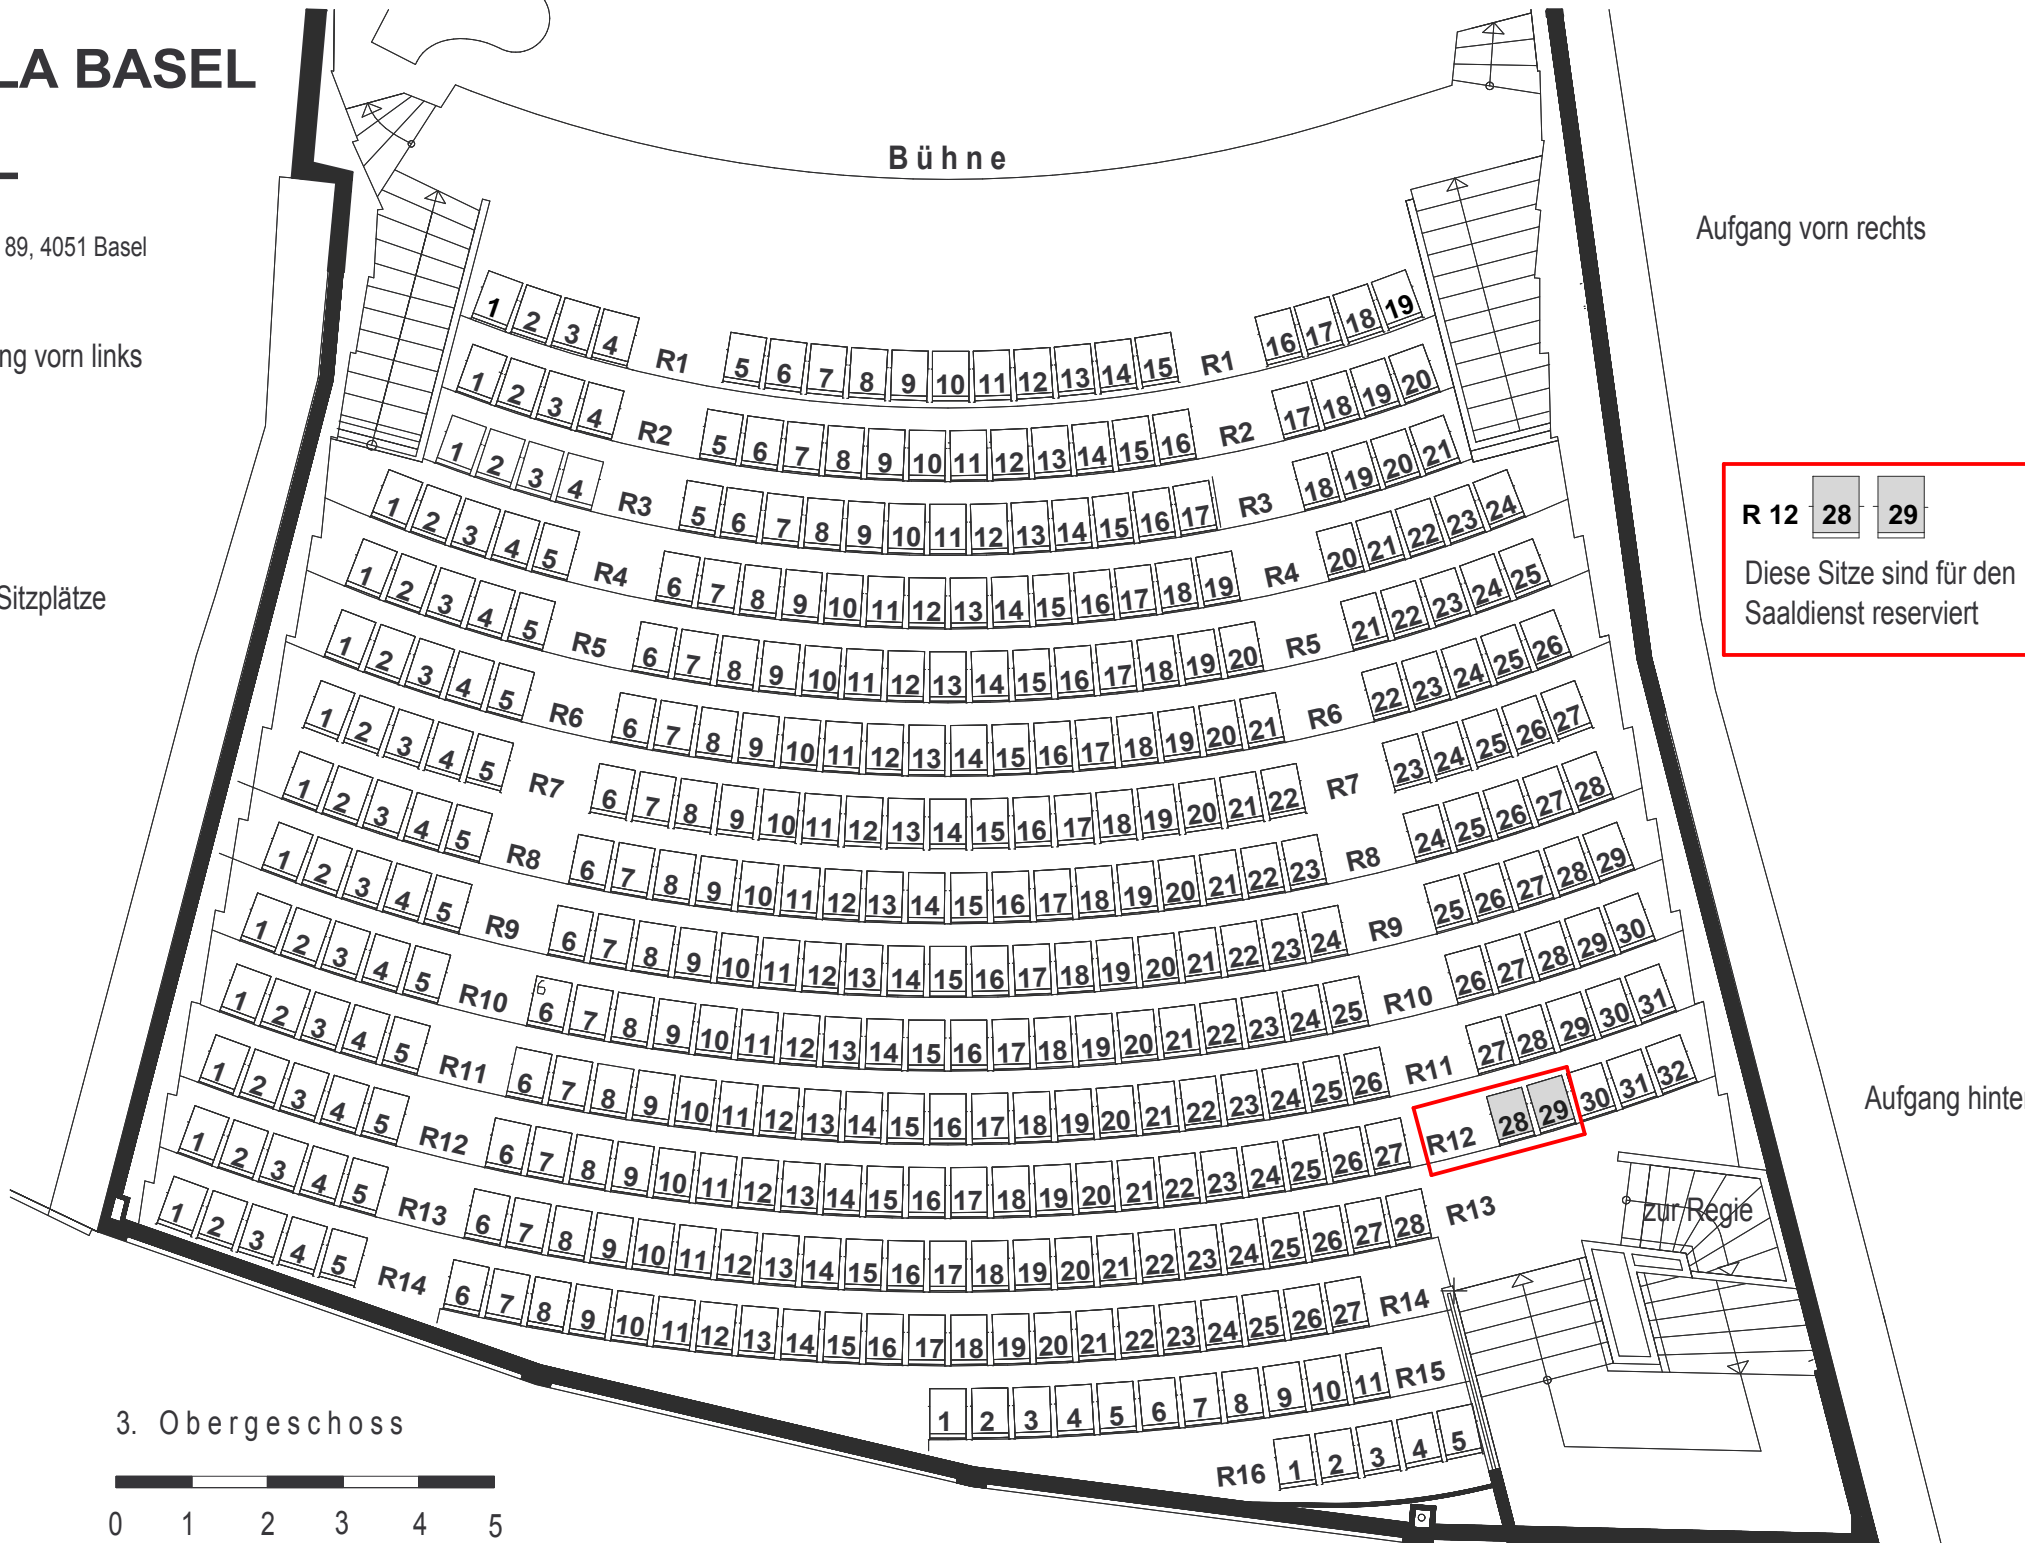 LA BASEL
89, 4051 Basel
ng vorn links
Sitzplätze
Bühne
Aufgang vorn rechts
R 12 28 29
Diese Sitze sind für den
Saaldienst reserviert
1 2 3 4 R1 5 6 7 8 9 10 11 12 13 14 15 R1 16 17 18 19
1 2 3 4 R2 5 6 7 8 9 10 11 12 13 14 15 16 R2 17 18 19 20
1 2 3 4 R3 5 6 7 8 9 10 11 12 13 14 15 16 17 R3 18 19 20 21
1 2 3 4 5 R4 6 7 8 9 10 11 12 13 14 15 16 17 18 19 R4 20 21 22 23 24
1 2 3 4 5 R5 6 7 8 9 10 11 12 13 14 15 16 17 18 19 20 R5 21 22 23 24 25
1 2 3 4 5 R6 6 7 8 9 10 11 12 13 14 15 16 17 18 19 20 21 R6 22 23 24 25 26
1 2 3 4 5 R7 6 7 8 9 10 11 12 13 14 15 16 17 18 19 20 21 22 R7 23 24 25 26 27
1 2 3 4 5 R8 6 7 8 9 10 11 12 13 14 15 16 17 18 19 20 21 22 23 R8 24 25 26 27 28
1 2 3 4 5 R9 6 7 8 9 10 11 12 13 14 15 16 17 18 19 20 21 22 23 24 R9 25 26 27 28 29
1 2 3 4 5 R10 6 6 7 8 9 10 11 12 13 14 15 16 17 18 19 20 21 22 23 24 25 R10 26 27 28 29 30
1 2 3 4 5 R11 6 7 8 9 10 11 12 13 14 15 16 17 18 19 20 21 22 23 24 25 26 R11 27 28 29 30 31
1 2 3 4 5 R12 6 7 8 9 10 11 12 13 14 15 16 17 18 19 20 21 22 23 24 25 26 27 R12 28 29 30 31 32
1 2 3 4 5 R13 6 7 8 9 10 11 12 13 14 15 16 17 18 19 20 21 22 23 24 25 26 27 28 R13
1 2 3 4 5 R14 6 7 8 9 10 11 12 13 14 15 16 17 18 19 20 21 22 23 24 25 26 27 R14
1 2 3 4 5 6 7 8 9 10 11 R15
R16 1 2 3 4 5
Aufgang hinte
zur Regie
3. Obergeschoss
0 1 2 3 4 5